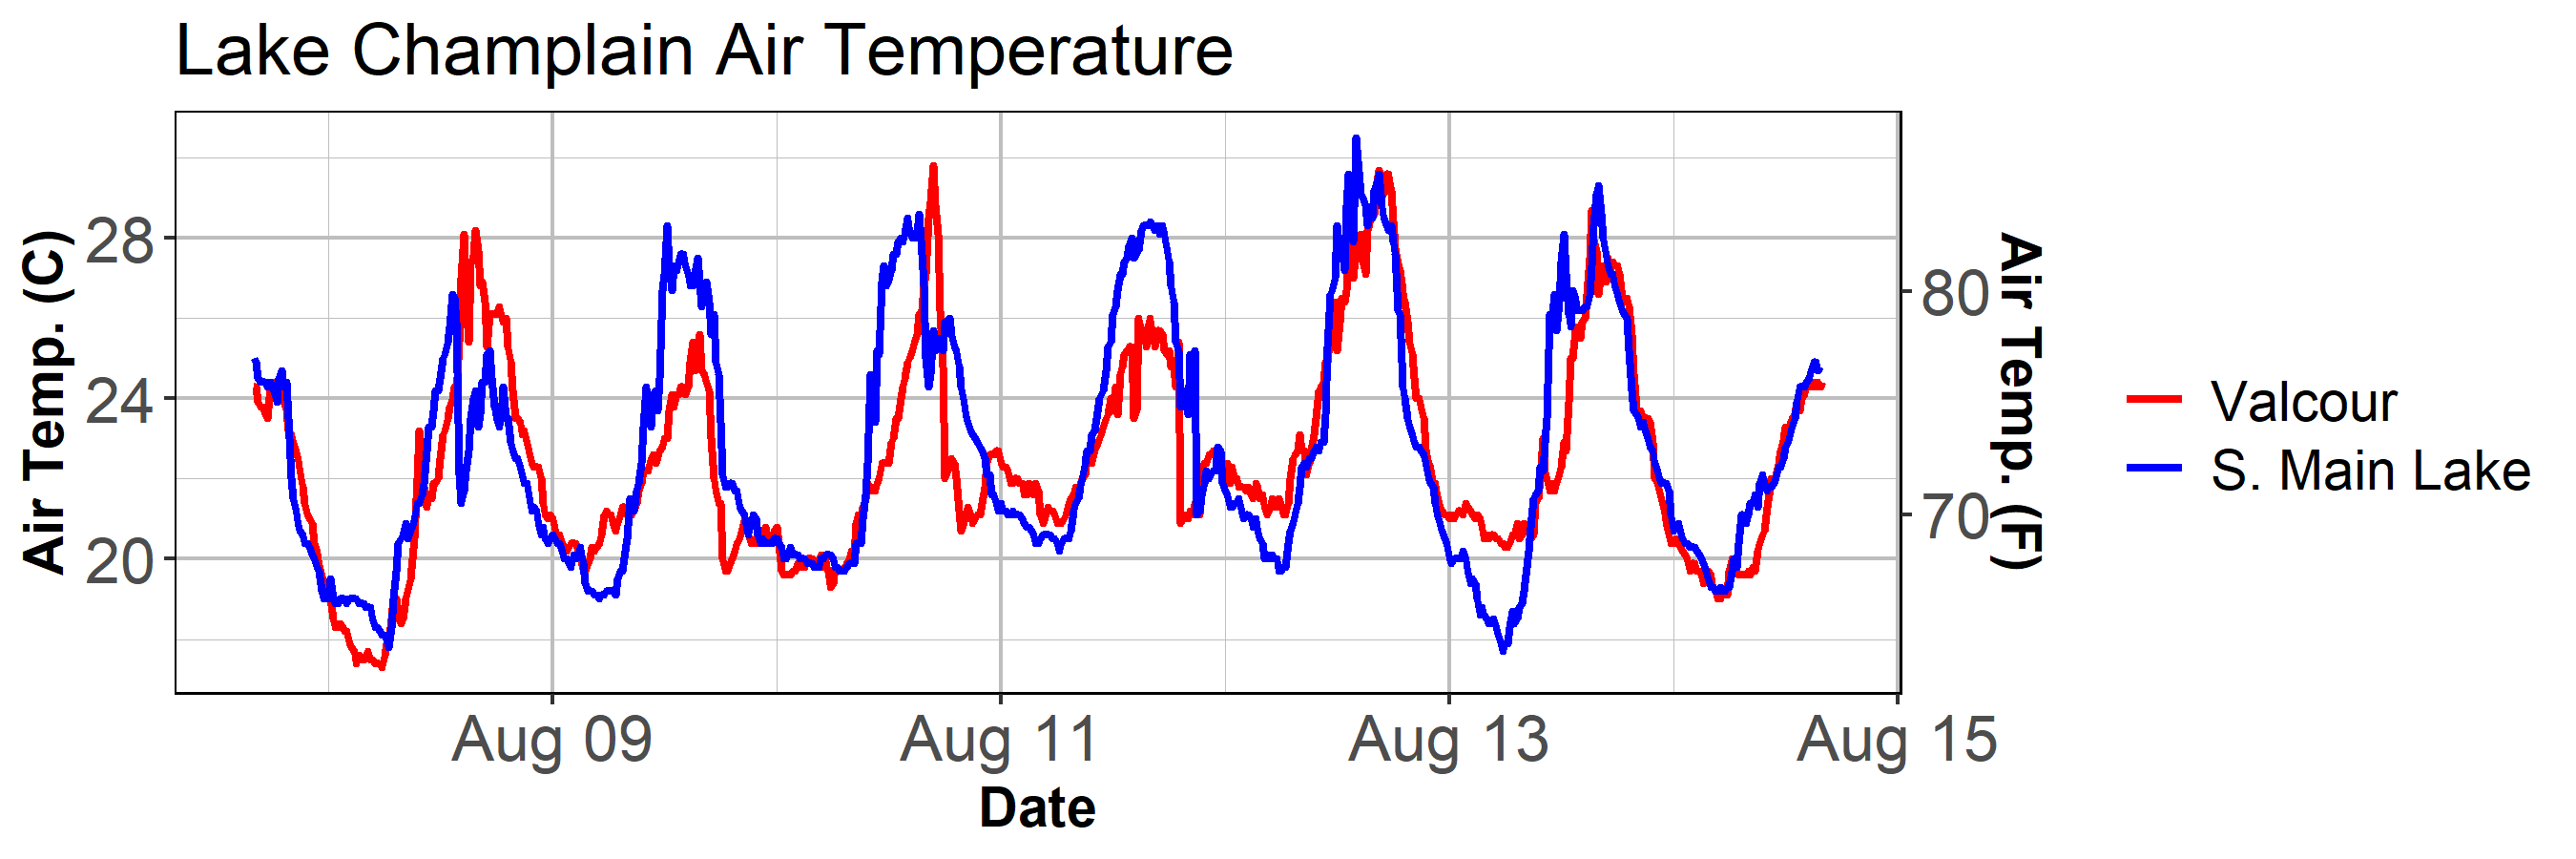 Lake Champlain Air Temperature
Air Temp. (C)
28
24
20
80
70
Air Temp. (F)
Valcour
S. Main Lake
Aug 09
Aug 11
Aug 13
Aug 15
Date